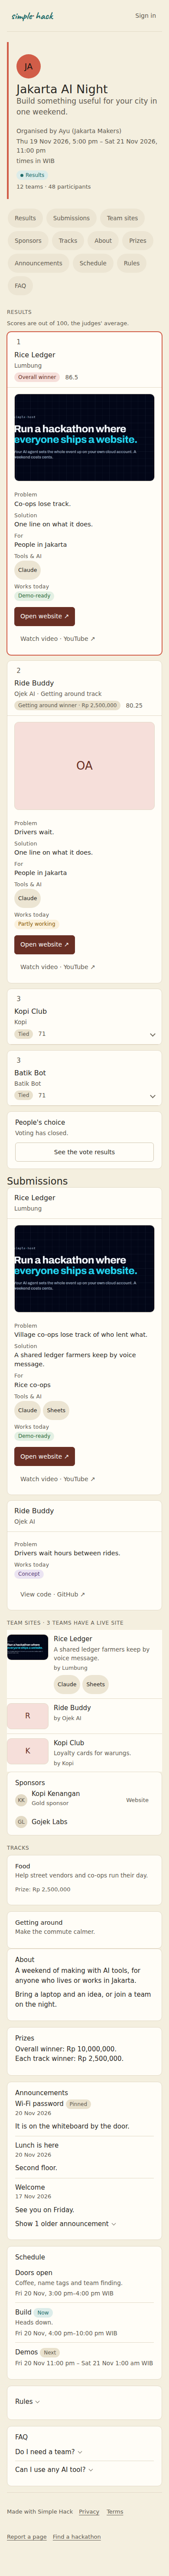 simple hack
Sign in
JA
Jakarta AI Night
Build something useful for your city in
one weekend.
Organised by Ayu (Jakarta Makers)
Thu 19 Nov 2026, 5:00 pm – Sat 21 Nov 2026,
11:00 pm
times in WIB
Results
12 teams · 48 participants
Results
Submissions
Team sites
Sponsors
Tracks
About
Prizes
Announcements
Schedule
Rules
FAQ
RESULTS
Scores are out of 100, the judges' average.
1
Rice Ledger
Lumbung
Overall winner
86.5
simple-hack
Run a hackathon where
everyone ships a website.
Problem
Co-ops lose track.
Solution
One line on what it does.
For
People in Jakarta
Tools & AI
Claude
Works today
Demo-ready
Open website ↗
Watch video · YouTube ↗
2
Ride Buddy
Ojek AI · Getting around track
Getting around winner · Rp 2,500,000
80.25
OA
Problem
Drivers wait.
Solution
One line on what it does.
For
People in Jakarta
Tools & AI
Claude
Works today
Partly working
Open website ↗
Watch video · YouTube ↗
3
Kopi Club
Kopi
Tied
71
3
Batik Bot
Batik Bot
Tied
71
People's choice
Voting has closed.
See the vote results
Submissions
Rice Ledger
Lumbung
simple-hack
Run a hackathon where
everyone ships a website.
Problem
Village co-ops lose track of who lent what.
Solution
A shared ledger farmers keep by voice
message.
For
Rice co-ops
Tools & AI
Claude
Sheets
Works today
Demo-ready
Open website ↗
Watch video · YouTube ↗
Ride Buddy
Ojek AI
Problem
Drivers wait hours between rides.
Works today
Concept
View code · GitHub ↗
TEAM SITES · 3 TEAMS HAVE A LIVE SITE
Run a hackathon where
everyone ships a website.
Rice Ledger
A shared ledger farmers keep by
voice message.
by Lumbung
Claude
Sheets
R
Ride Buddy
by Ojek AI
K
Kopi Club
Loyalty cards for warungs.
by Kopi
Sponsors
KK
Kopi Kenangan
Gold sponsor
Website
GL
Gojek Labs
TRACKS
Food
Help street vendors and co-ops run their day.
Prize: Rp 2,500,000
Getting around
Make the commute calmer.
About
A weekend of making with AI tools, for
anyone who lives or works in Jakarta.
Bring a laptop and an idea, or join a team
on the night.
Prizes
Overall winner: Rp 10,000,000.
Each track winner: Rp 2,500,000.
Announcements
Wi-Fi password
Pinned
20 Nov 2026
It is on the whiteboard by the door.
Lunch is here
20 Nov 2026
Second floor.
Welcome
17 Nov 2026
See you on Friday.
Show 1 older announcement
Schedule
Doors open
Coffee, name tags and team finding.
Fri 20 Nov, 3:00 pm–4:00 pm WIB
Build
Now
Heads down.
Fri 20 Nov, 4:00 pm–10:00 pm WIB
Demos
Next
Fri 20 Nov 11:00 pm – Sat 21 Nov 1:00 am WIB
Rules
FAQ
Do I need a team?
Can I use any AI tool?
Made with Simple Hack
Privacy
Terms
Report a page
Find a hackathon